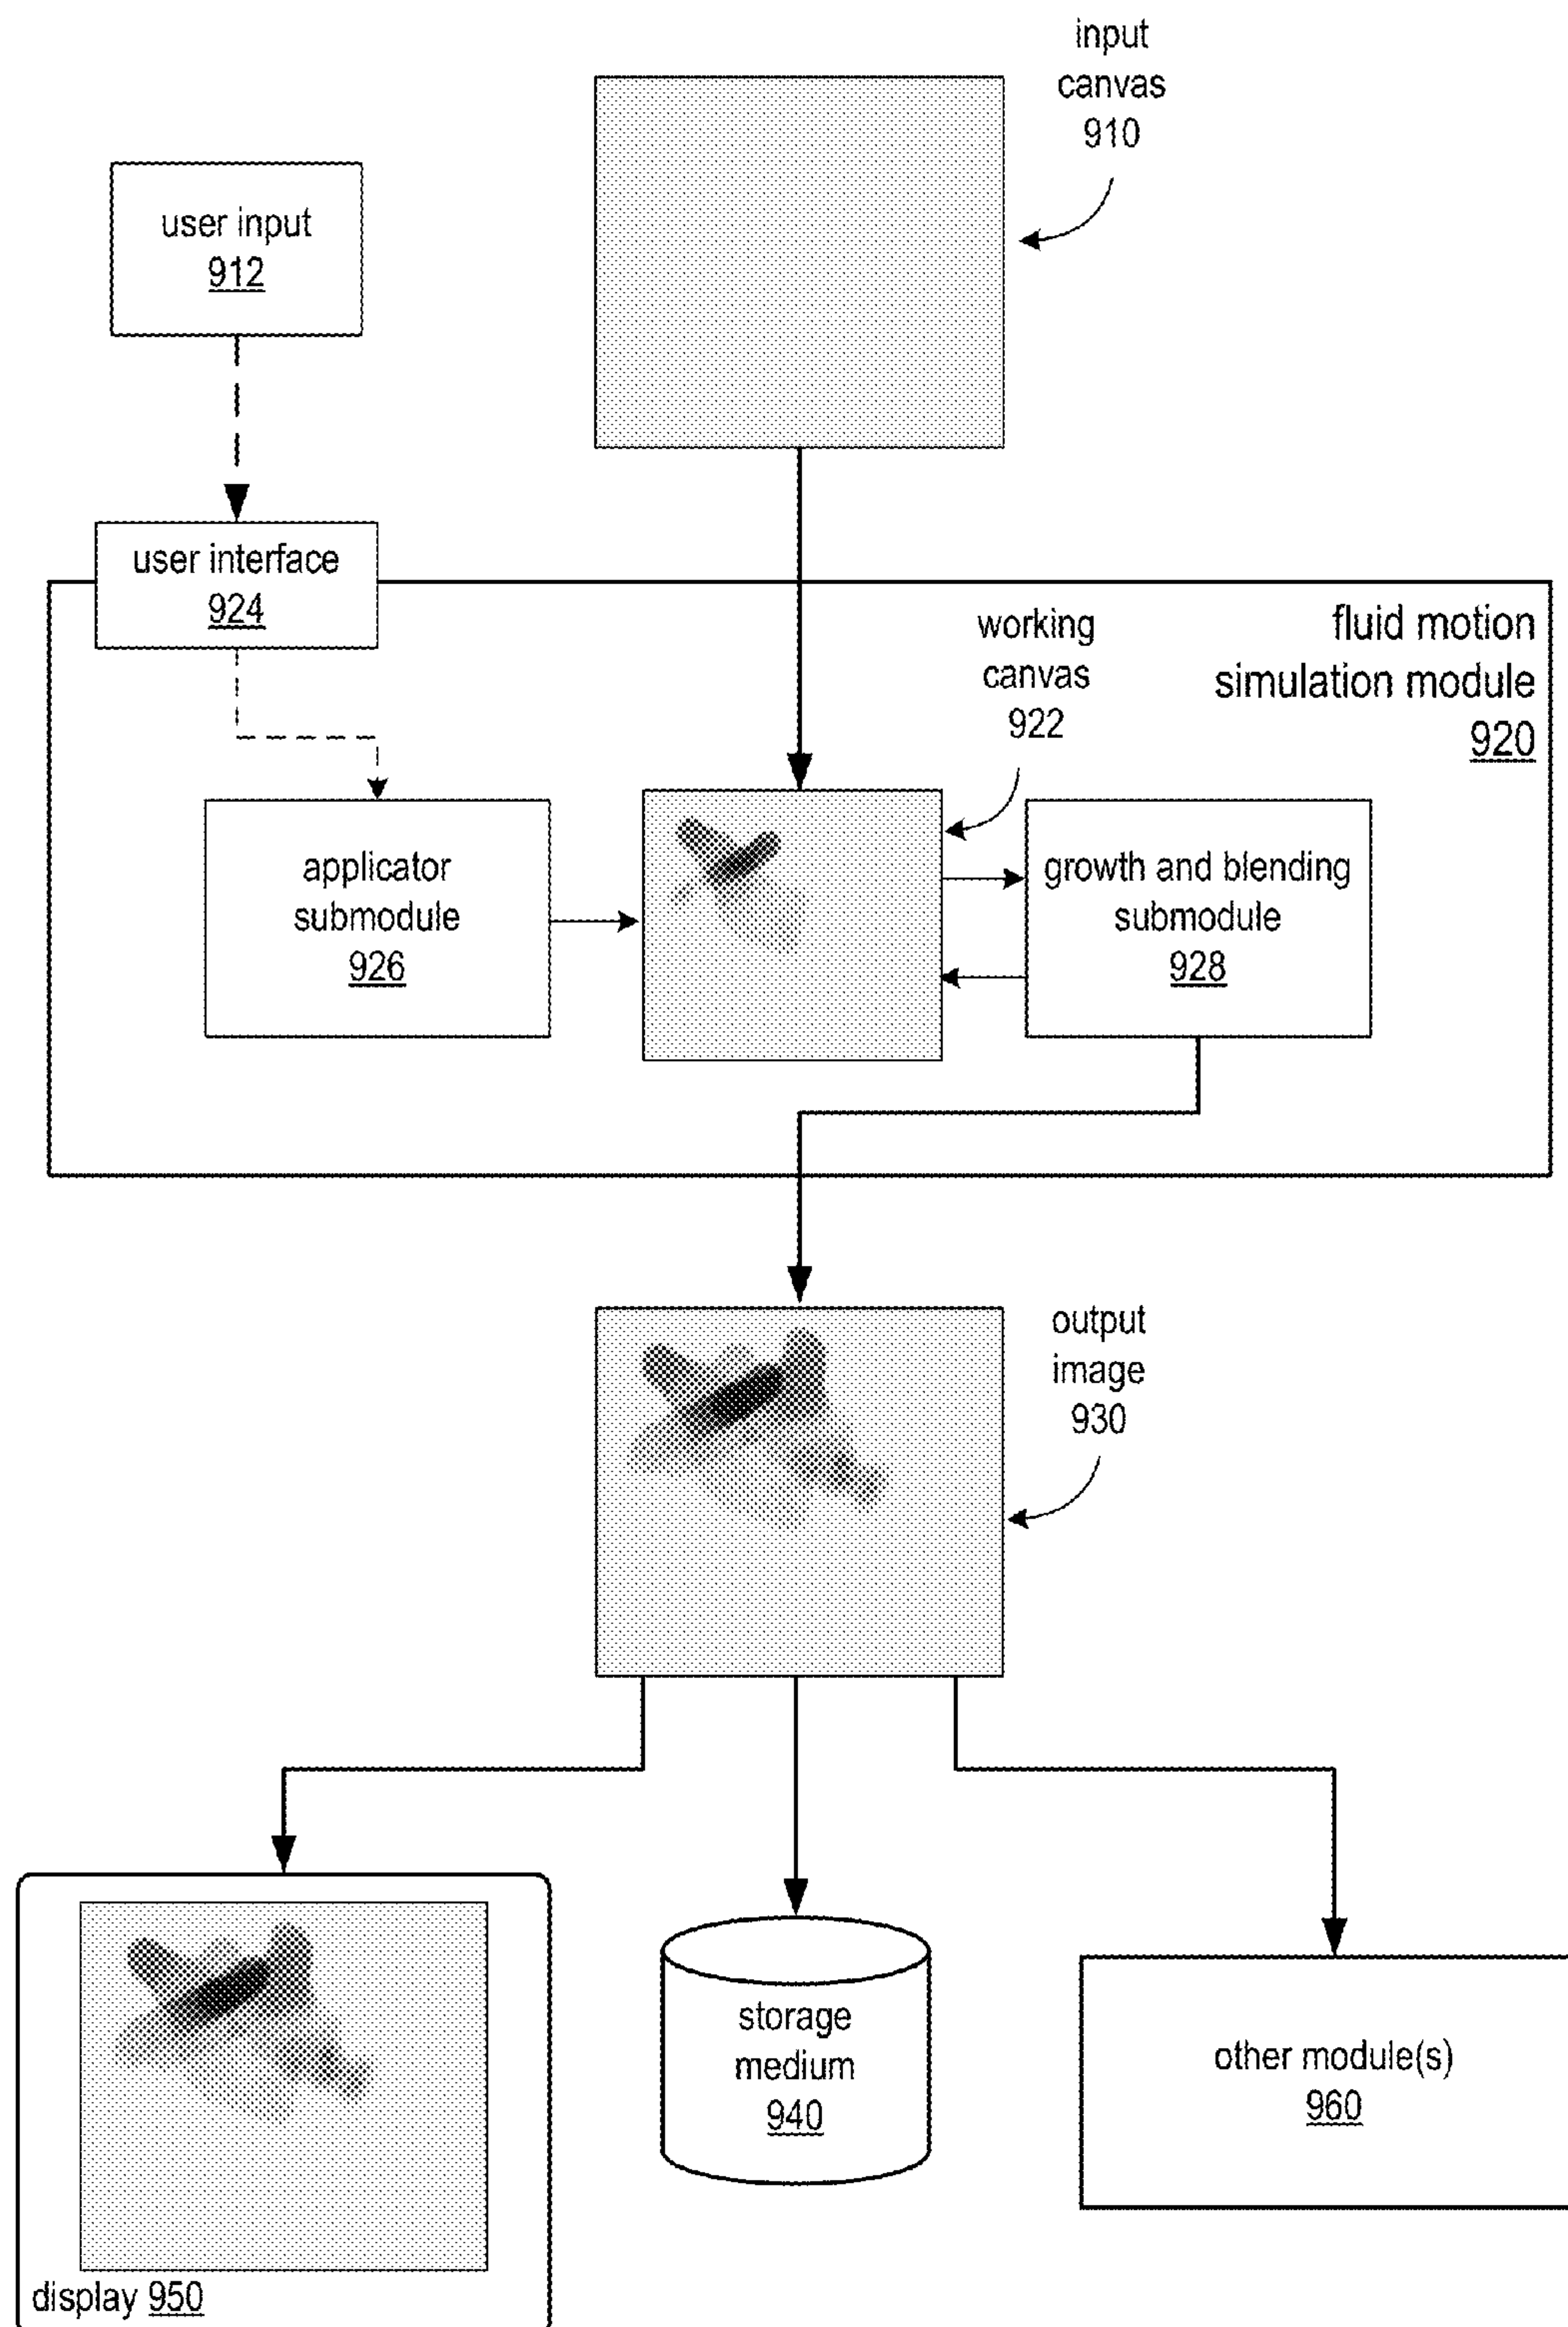 input
canvas
910
user input
912
user interface
924
fluid motion
simulation module
920
working
canvas
922
applicator
submodule
926
growth and blending
submodule
928
output
image
930
storage
medium
940
other module(s)
960
display 950